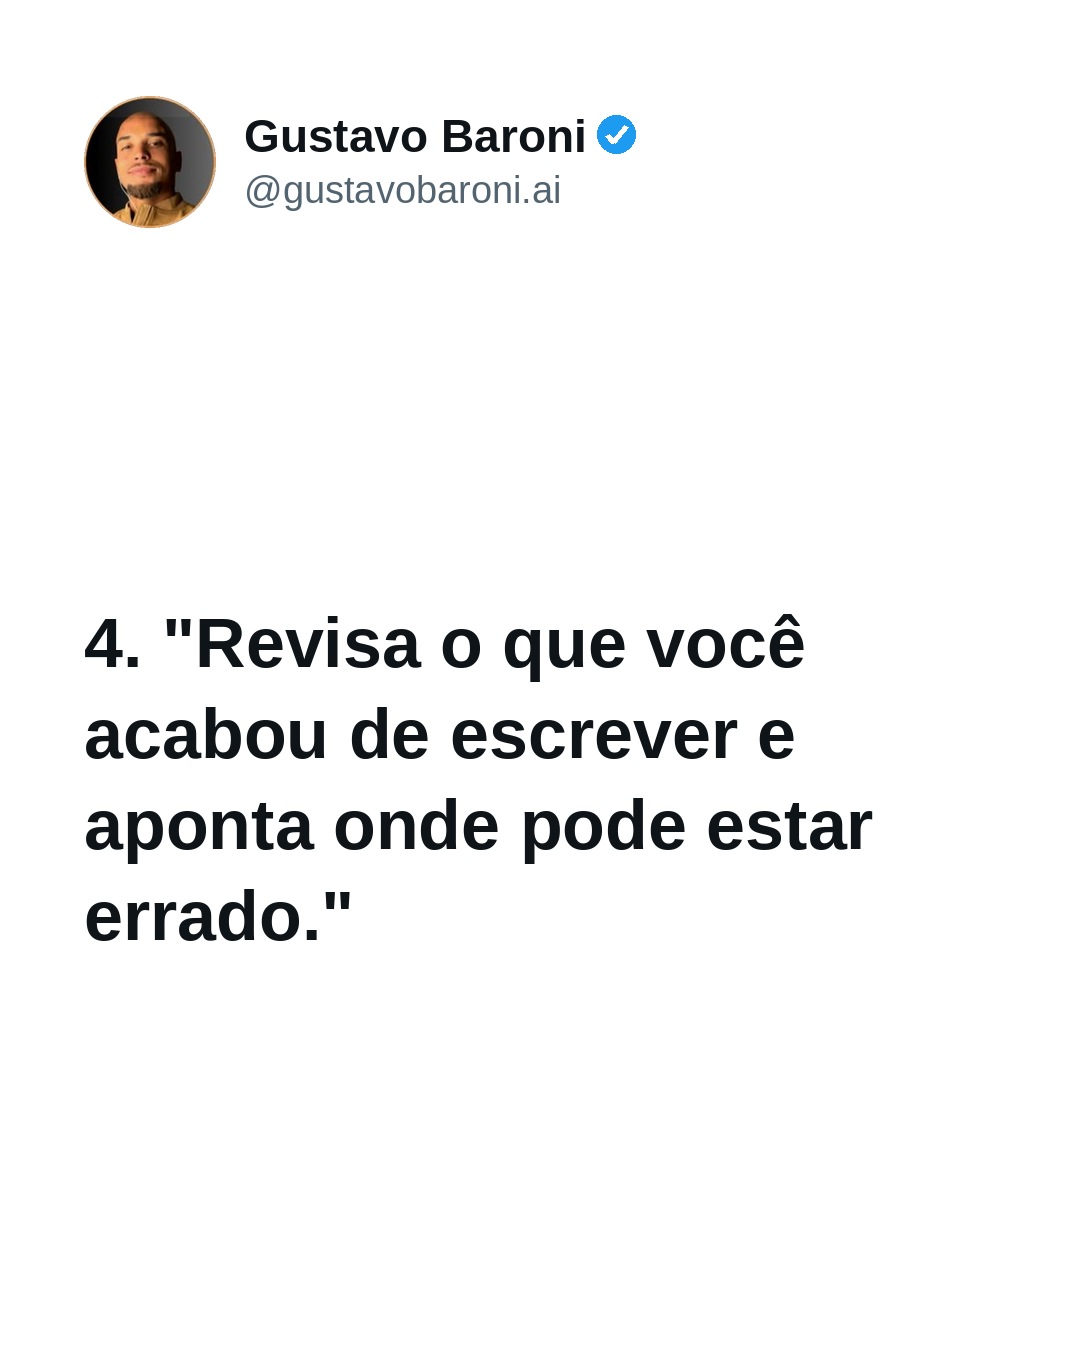 Gustavo Baroni
@gustavobaroni.ai
4. "Revisa o que você
acabou de escrever e
aponta onde pode estar
errado."